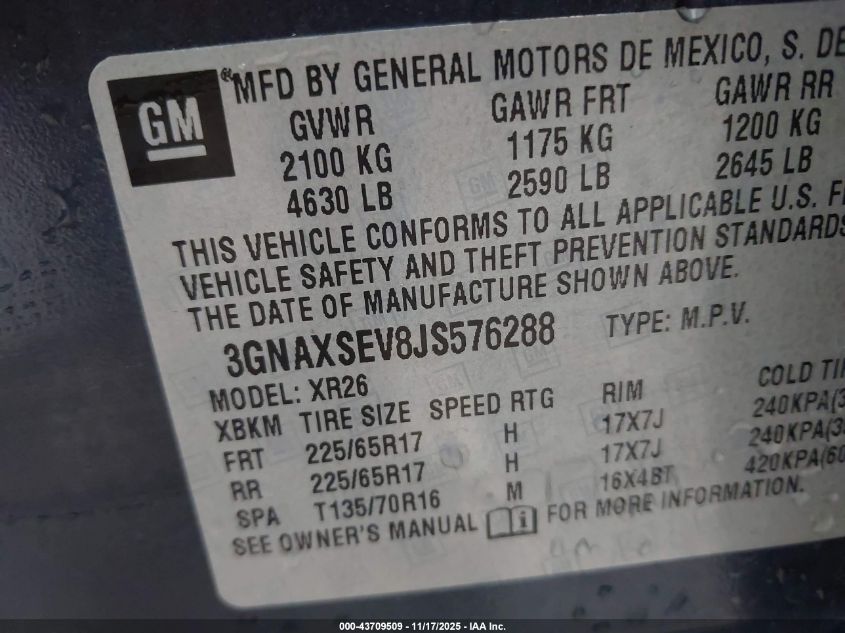 GM
®MFD BY GENERAL MOTORS DE MEXICO, S. DE
GVWR GAWR FRT GAWR RR
2100 KG 1175 KG 1200 KG
4630 LB 2590 LB 2645 LB
THIS VEHICLE CONFORMS TO ALL APPLICABLE U.S.
VEHICLE SAFETY AND THEFT PREVENTION STANDARDS
THE DATE OF MANUFACTURE SHOWN ABOVE.
3GNAXSEV8JS576288 TYPE: M.P.V.
MODEL: XR26
XBKM TIRE SIZE SPEED RTG RIM COLD
FRT 225/65R17 H 17X7J 240KPA
RR 225/65R17 H 17X7J 240KPA
SPA T135/70R16 M 16X4BT 420KPA(60
SEE OWNER'S MANUAL FOR MORE INFORMATION.
000-43709509 - 11/17/2025 - IAA Inc.